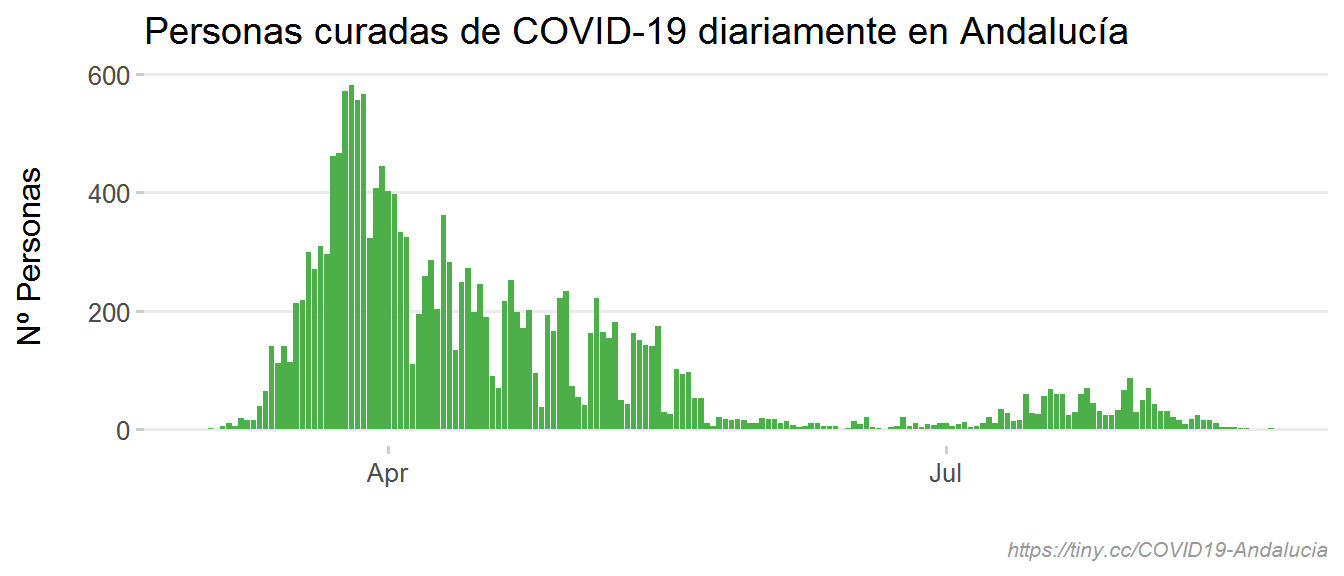 Personas curadas de COVID-19 diariamente en Andalucía
Nº Personas
600
400
200
0
Apr
Jul
https://tiny.cc/COVID19-Andalucia